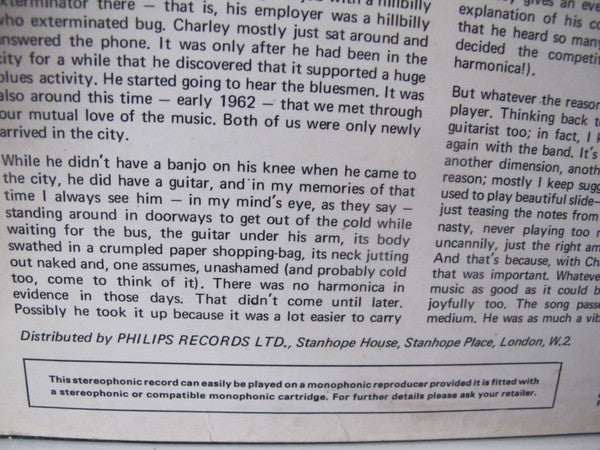 exterminator there — that is, his employer was a hillbilly
who exterminated bug. Charley mostly just sat around and
answered the phone. It was only after he had been in the
city for a while that he discovered that it supported a huge
blues activity. He started going to hear the bluesmen. It was
also around this time — early 1962 — that we met through
our mutual love of the music. Both of us were only newly
arrived in the city.
While he didn't have a banjo on his knee when he came to
the city, he did have a guitar, and in my memories of that
time I always see him — in my mind's eye, as they say —
standing around in doorways to get out of the cold while
waiting for the bus, the guitar under his arm, its body
swathed in a crumpled paper shopping-bag, its neck jutting
out naked and, one assumes, unashamed (and probably cold
too, come to think of it). There was no harmonica in
evidence in those days. That didn't come until later.
Possibly he took it up because it was a lot easier to carry
gives an
explanation of his
that he heard so many
decided the
harmonica!).
But whatever the reason
player. Thinking back
guitarist too; in fact, I
again with the band. It's
another dimension,
reason; mostly I keep
used to play beautiful slide—
just teasing the notes from
nasty, never playing too
uncannily, just the right
And that's because, with
that was important.
music as good as it could
joyfully too. The song
medium. He was as much a
Distributed by PHILIPS RECORDS LTD., Stanhope House, Stanhope Place, London, W.2.
This stereophonic record can easily be played on a monophonic reproducer provided it is fitted with
a stereophonic or compatible monophonic cartridge. For further details please ask your retailer.